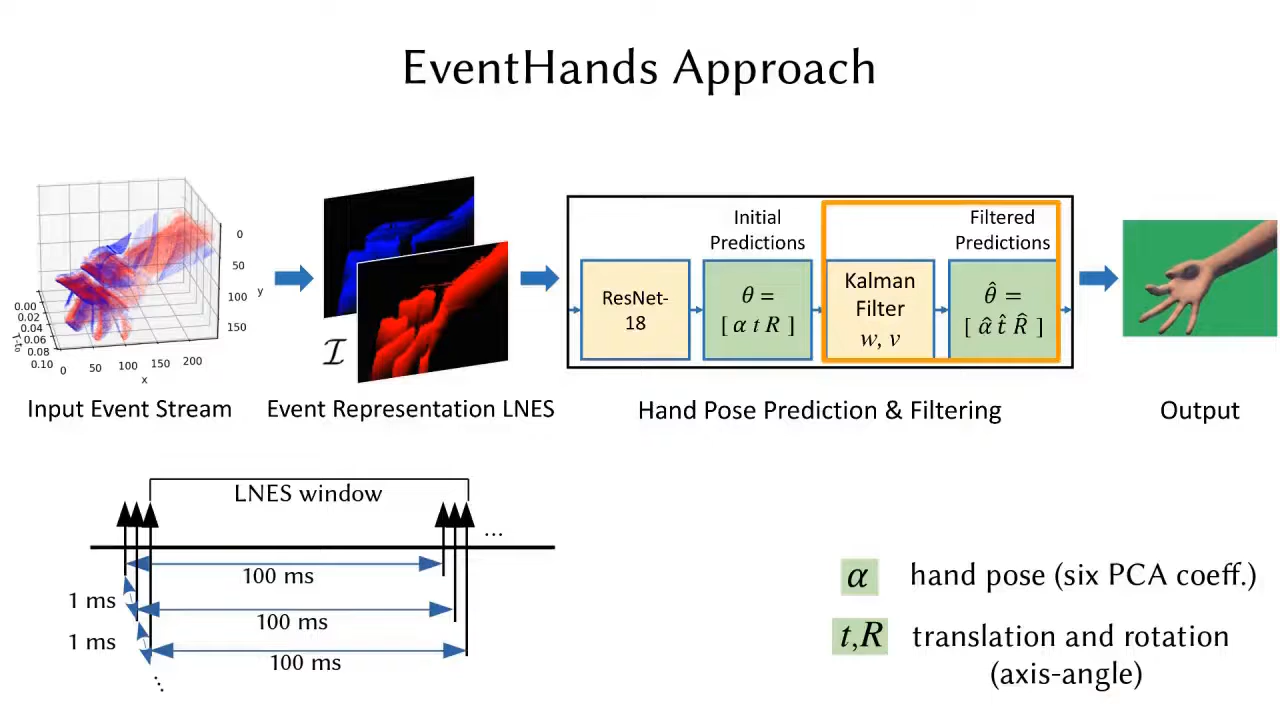 EventHands Approach
0
50
100
150
y
0.00
0.02
0.04
0.06
0.08
0.10
T-t₀
0
50
100
150
200
x
Input Event Stream
ℐ
Event Representation LNES
ResNet-
18
Initial
Predictions
θ =
[ α t R ]
Kalman
Filter
w, v
Filtered
Predictions
θ̂ =
[ α̂ t̂ R̂ ]
Hand Pose Prediction & Filtering
Output
LNES window
...
100 ms
1 ms
100 ms
1 ms
100 ms
...
α hand pose (six PCA coeff.)
t,R translation and rotation
(axis-angle)